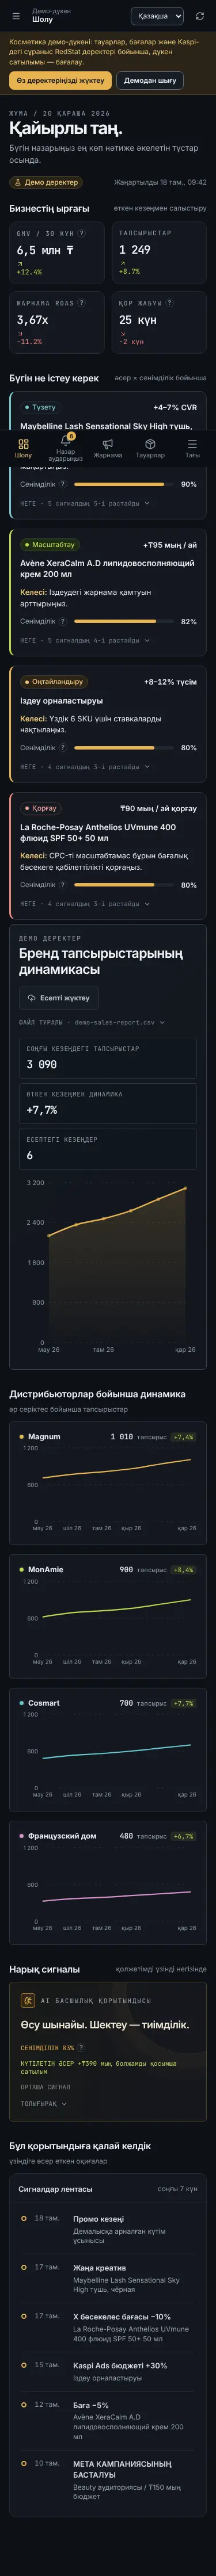 Демо-дүкен
Шолу
Қазақша
Косметика демо-дүкені: тауарлар, бағалар және Kaspi-
дегі сұраныс RedStat деректері бойынша, дүкен
сатылымы — бағалау.
Өз деректеріңізді жүктеу
Демодан шығу
ЖҰМА / 20 ҚАРАША 2026
Қайырлы таң.
Бүгін назарыңыз ең көп нәтиже әкелетін тұстар
осында.
Демо деректер
Жаңартылды 18 там., 09:42
Бизнестің ырғағы
өткен кезеңмен салыстыру
GMV / 30 КҮН ?
6,5 млн ₸
+12.4%
ТАПСЫРЫСТАР
1 249
+8.7%
ЖАРНАМА ROAS ?
3,67x
-11.2%
ҚОР ЖАБУЫ ?
25 күн
-2 күн
Бүгін не істеу керек
әсер × сенімділік бойынша
Түзету
+4–7% CVR
Maybelline Lash Sensational Sky High тушь,
Шолу
6
Назар
аударыңыз
Жарнама
Тауарлар
Тағы
Сенімділік ?
90%
НЕГЕ · 5 сигналдың 5-і растайды
Масштабтау
+₸95 мың / ай
Avène XeraCalm A.D липидовосполняющий
крем 200 мл
Келесі: Іздеудегі жарнама қамтуын
арттырыңыз.
Сенімділік ?
82%
НЕГЕ · 5 сигналдың 4-і растайды
Оңтайландыру
+8–12% түсім
Іздеу орналастыруы
Келесі: Үздік 6 SKU үшін ставкаларды
нақтылаңыз.
Сенімділік ?
80%
НЕГЕ · 4 сигналдың 3-і растайды
Қорғау
₸90 мың / ай қорғау
La Roche-Posay Anthelios UVmune 400
флюид SPF 50+ 50 мл
Келесі: CPC-ті масштабтамас бұрын бағалық
бәсекеге қабілеттілікті қорғаңыз.
Сенімділік ?
80%
НЕГЕ · 4 сигналдың 3-і растайды
ДЕМО ДЕРЕКТЕР
Бренд тапсырыстарының
динамикасы
Есепті жүктеу
ФАЙЛ ТУРАЛЫ · demo-sales-report.csv
СОҢҒЫ КЕЗЕҢДЕГІ ТАПСЫРЫСТАР
3 090
ӨТКЕН КЕЗЕҢМЕН ДИНАМИКА
+7,7%
ЕСЕПТЕГІ КЕЗЕҢДЕР
6
3 200
2 400
1 600
800
0
мау 26
там 26
қар 26
Дистрибьюторлар бойынша динамика
әр серіктес бойынша тапсырыстар
Magnum
1 010 тапсырыс +7,4%
1 200
600
0
мау 26 шіл 26 там 26 қыр 26 қар 26
MonAmie
900 тапсырыс +8,4%
1 200
600
0
мау 26 шіл 26 там 26 қыр 26 қар 26
Cosmart
700 тапсырыс +7,7%
1 200
600
0
мау 26 шіл 26 там 26 қыр 26 қар 26
Французский дом
480 тапсырыс +6,7%
1 200
600
0
мау 26 шіл 26 там 26 қыр 26 қар 26
Нарық сигналы
қолжетімді үзінді негізінде
AI БАСШЫЛЫҚ ҚОРЫТЫНДЫСЫ
Өсу шынайы. Шектеу — тиімділік.
СЕНІМДІЛІК 83% ?
КҮТІЛЕТІН ӘСЕР +₸390 мың болжамды қосымша
сатылым
ОРТАША СИГНАЛ
ТОЛЫҒЫРАҚ
Бұл қорытындыға қалай келдік
үзіндіге әсер еткен оқиғалар
Сигналдар лентасы
соңғы 7 күн
18 там.
Промо кезеңі
Демалысқа арналған күтім
ұсынысы
17 там.
Жаңа креатив
Maybelline Lash Sensational Sky
High тушь, чёрная
17 там.
X бәсекелес бағасы −10%
La Roche-Posay Anthelios UVmune
400 флюид SPF 50+ 50 мл
15 там.
Kaspi Ads бюджеті +30%
Іздеу орналастыруы
12 там.
Баға −5%
Avène XeraCalm A.D
липидовосполняющий крем 200
мл
10 там.
META КАМПАНИЯСЫНЫҢ
БАСТАЛУЫ
Beauty аудиториясы / ₸150 мың
бюджет